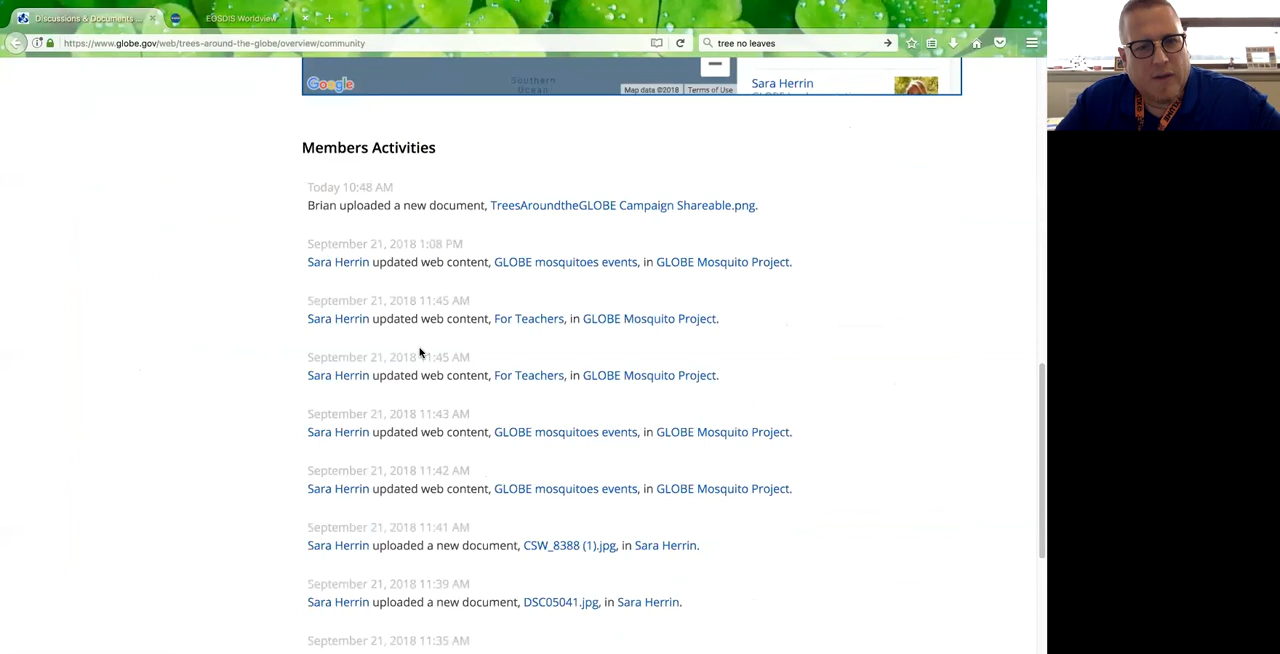 Discussions & Documents ...
EOSDIS Worldview
https://www.globe.gov/web/trees-around-the-globe/overview/community
tree no leaves
Google
Southern
Ocean
Map data ©2018
Terms of Use
Sara Herrin
Members Activities
Today 10:48 AM
Brian uploaded a new document, TreesAroundtheGLOBE Campaign Shareable.png.
September 21, 2018 1:08 PM
Sara Herrin updated web content, GLOBE mosquitoes events, in GLOBE Mosquito Project.
September 21, 2018 11:45 AM
Sara Herrin updated web content, For Teachers, in GLOBE Mosquito Project.
September 21, 2018 11:45 AM
Sara Herrin updated web content, For Teachers, in GLOBE Mosquito Project.
September 21, 2018 11:43 AM
Sara Herrin updated web content, GLOBE mosquitoes events, in GLOBE Mosquito Project.
September 21, 2018 11:42 AM
Sara Herrin updated web content, GLOBE mosquitoes events, in GLOBE Mosquito Project.
September 21, 2018 11:41 AM
Sara Herrin uploaded a new document, CSW_8388 (1).jpg, in Sara Herrin.
September 21, 2018 11:39 AM
Sara Herrin uploaded a new document, DSC05041.jpg, in Sara Herrin.
September 21, 2018 11:35 AM